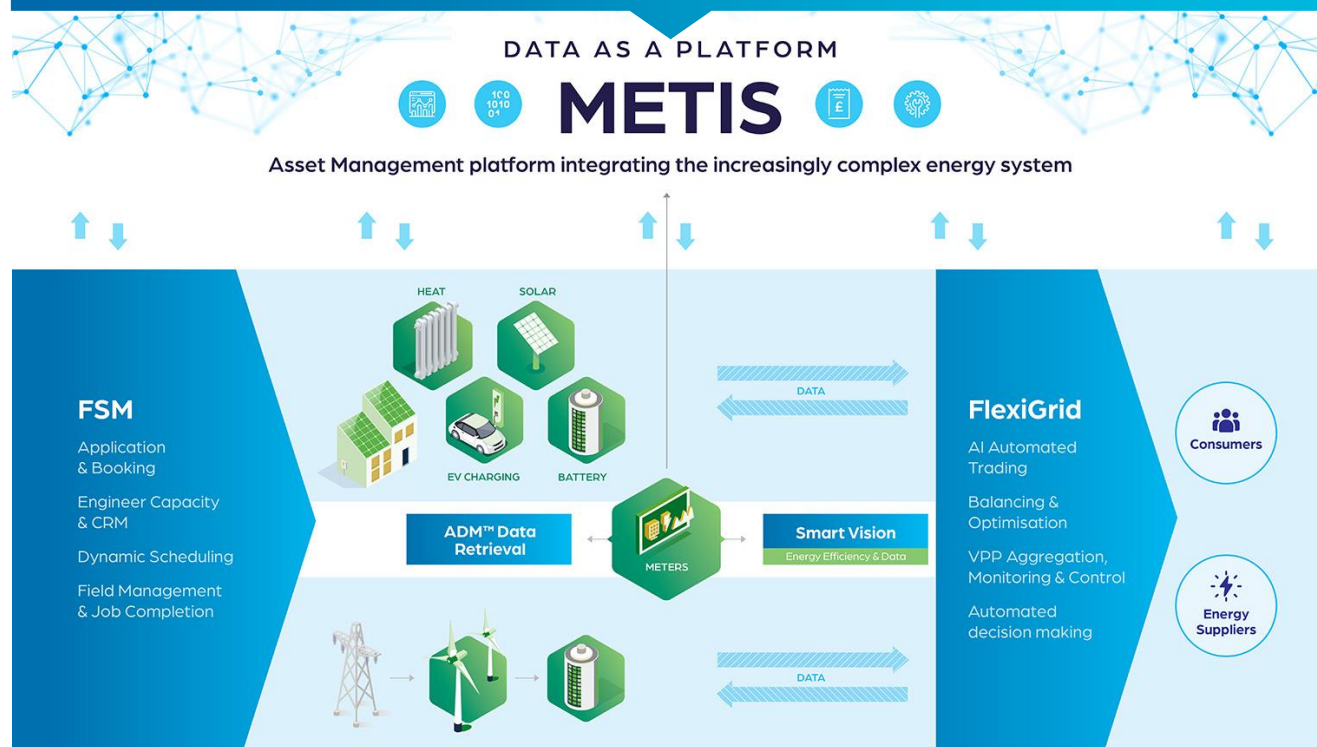 DATA AS A PLATFORM
100
1010
01
METIS
£
Asset Management platform integrating the increasingly complex energy system
FSM
Application
& Booking
Engineer Capacity
& CRM
Dynamic Scheduling
Field Management
& Job Completion
HEAT
SOLAR
EV CHARGING
BATTERY
DATA
ADM™ Data
Retrieval
METERS
Smart Vision
Energy Efficiency & Data
DATA
FlexiGrid
AI Automated
Trading
Balancing &
Optimisation
VPP Aggregation,
Monitoring & Control
Automated
decision making
Consumers
Energy
Suppliers